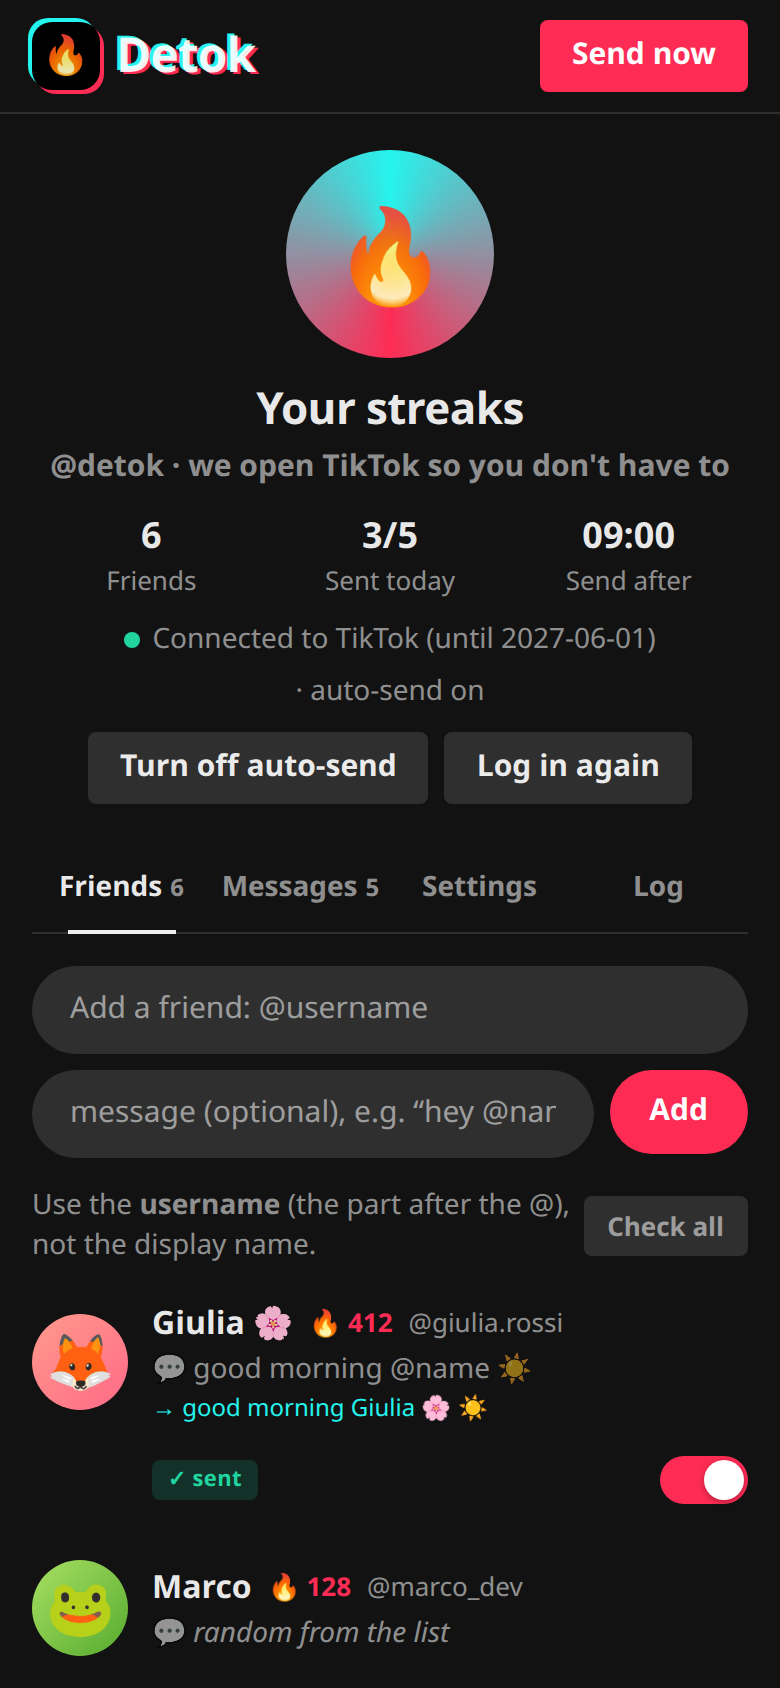 Detok
Send now
Your streaks
@detok · we open TikTok so you don't have to
6
Friends
3/5
Sent today
09:00
Send after
Connected to TikTok (until 2027-06-01)
· auto-send on
Turn off auto-send
Log in again
Friends 6
Messages 5
Settings
Log
Add a friend: @username
message (optional), e.g. “hey @nar
Add
Use the username (the part after the @),
not the display name.
Check all
Giulia 🌸 🔥 412 @giulia.rossi
💬 good morning @name ☀️
→ good morning Giulia 🌸 ☀️
✓ sent
Marco 🔥 128 @marco_dev
💬 random from the list